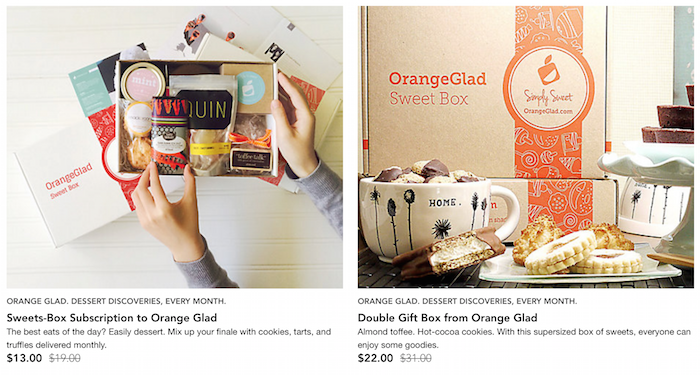 mini
QUIN
toffee talk
OrangeGlad
Sweet Box
OrangeGlad
Sweet Box
Simply Sweet
OrangeGlad.com
HOME.
ORANGE GLAD. DESSERT DISCOVERIES, EVERY MONTH.
Sweets-Box Subscription to Orange Glad
The best eats of the day? Easily dessert. Mix up your finale with cookies, tarts, and
truffles delivered monthly.
$13.00 $19.00
ORANGE GLAD. DESSERT DISCOVERIES, EVERY MONTH.
Double Gift Box from Orange Glad
Almond toffee. Hot-cocoa cookies. With this supersized box of sweets, everyone can
enjoy some goodies.
$22.00 $31.00